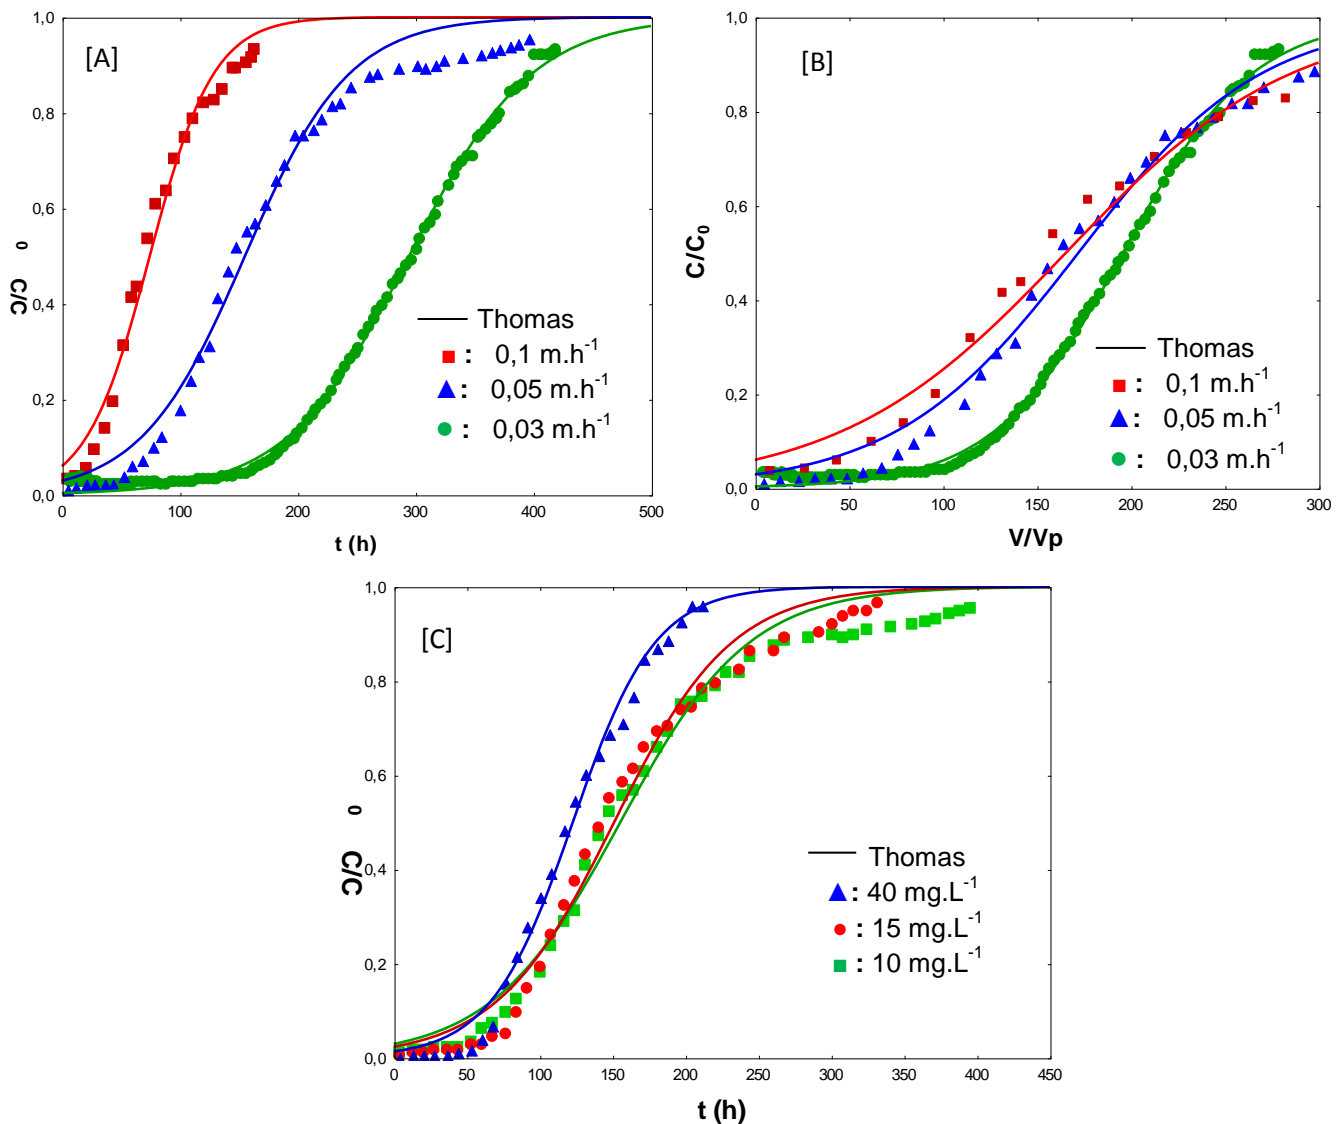 [A]
1,0
0,8
0,6
0,4
0,2
0,0
C/C
0
0 100 200 300 400 500
t (h)
Thomas
: 0,1 m.h-1
: 0,05 m.h-1
: 0,03 m.h-1
[B]
1,0
0,8
0,6
0,4
0,2
0,0
C/C0
0 50 100 150 200 250 300
V/Vp
Thomas
: 0,1 m.h-1
: 0,05 m.h-1
: 0,03 m.h-1
[C]
1,0
0,8
0,6
0,4
0,2
0,0
C/C
0
0 50 100 150 200 250 300 350 400 450
t (h)
Thomas
: 40 mg.L-1
: 15 mg.L-1
: 10 mg.L-1